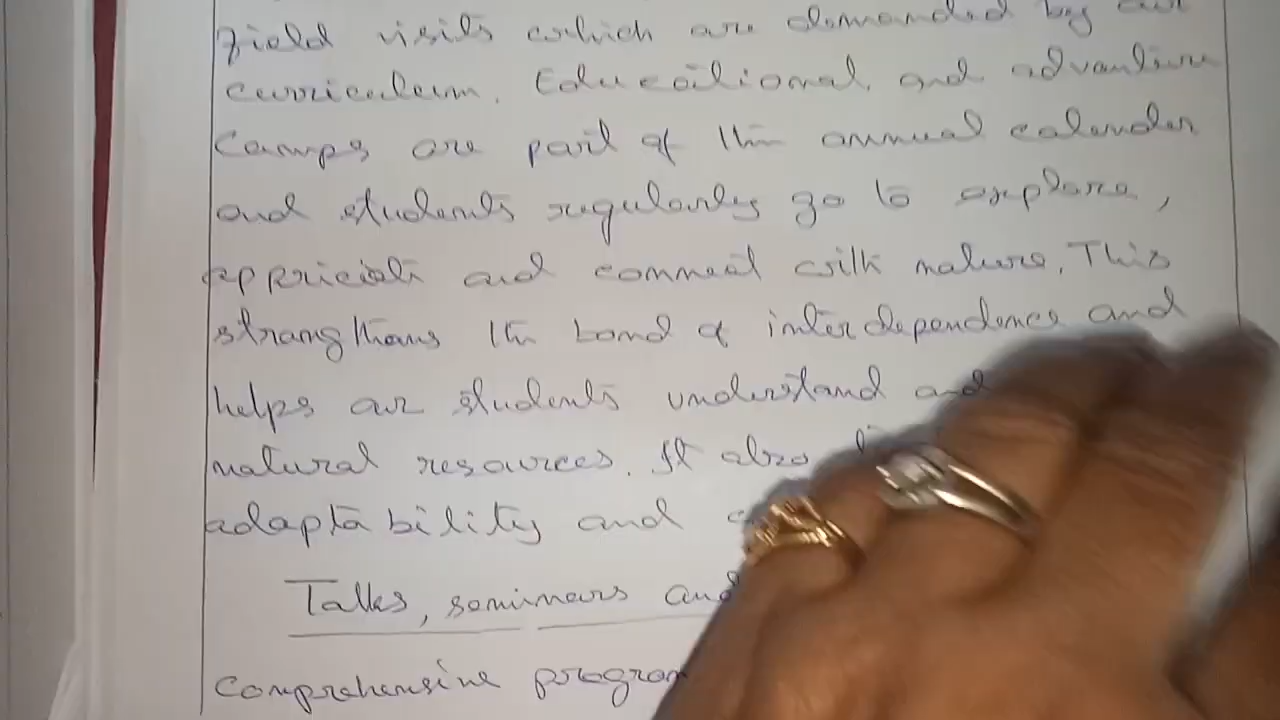 field visits which are demanded by our
curriculum. Educational, and advanture
Camps are part of the annual calender
and students regularly go to explore,
appriciate and connect with nature. This
strengthens the bond of interdependence and
helps our students understand and
natural resources. It also
adaptability and
Talks, seminars and
Comprehensive program